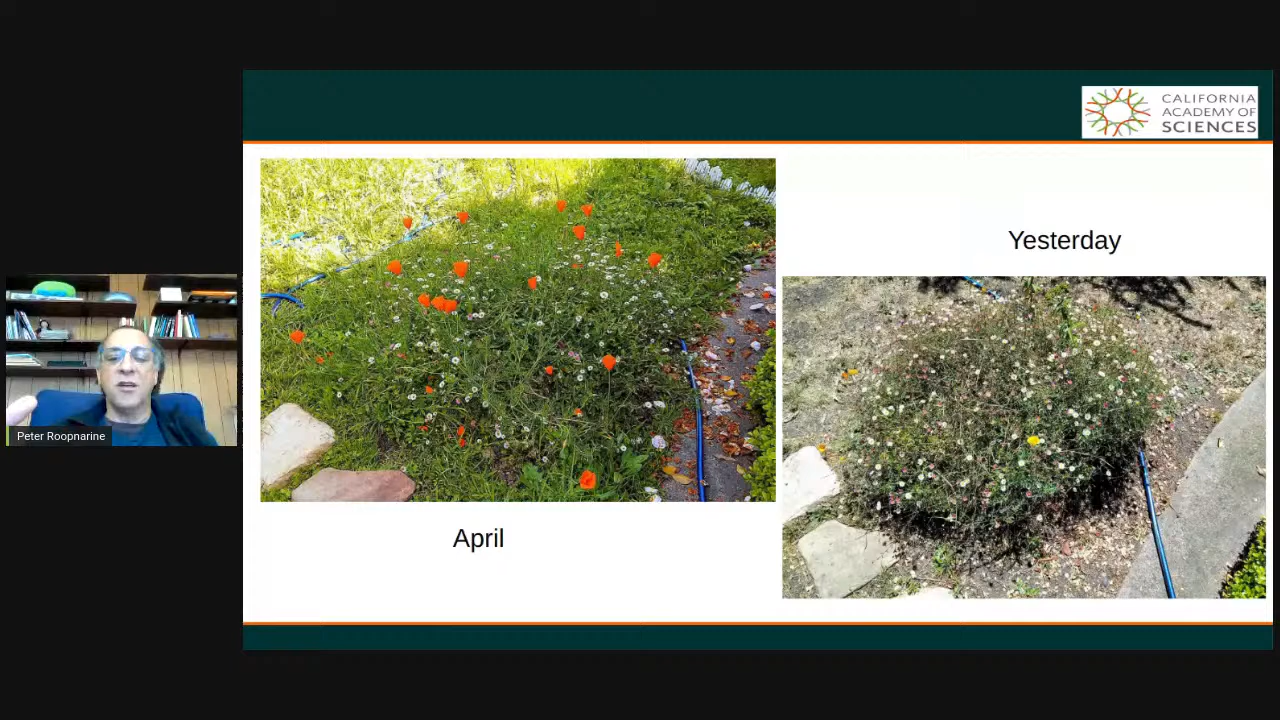 CALIFORNIA
ACADEMY OF
SCIENCES
Yesterday
Peter Roopnarine
April